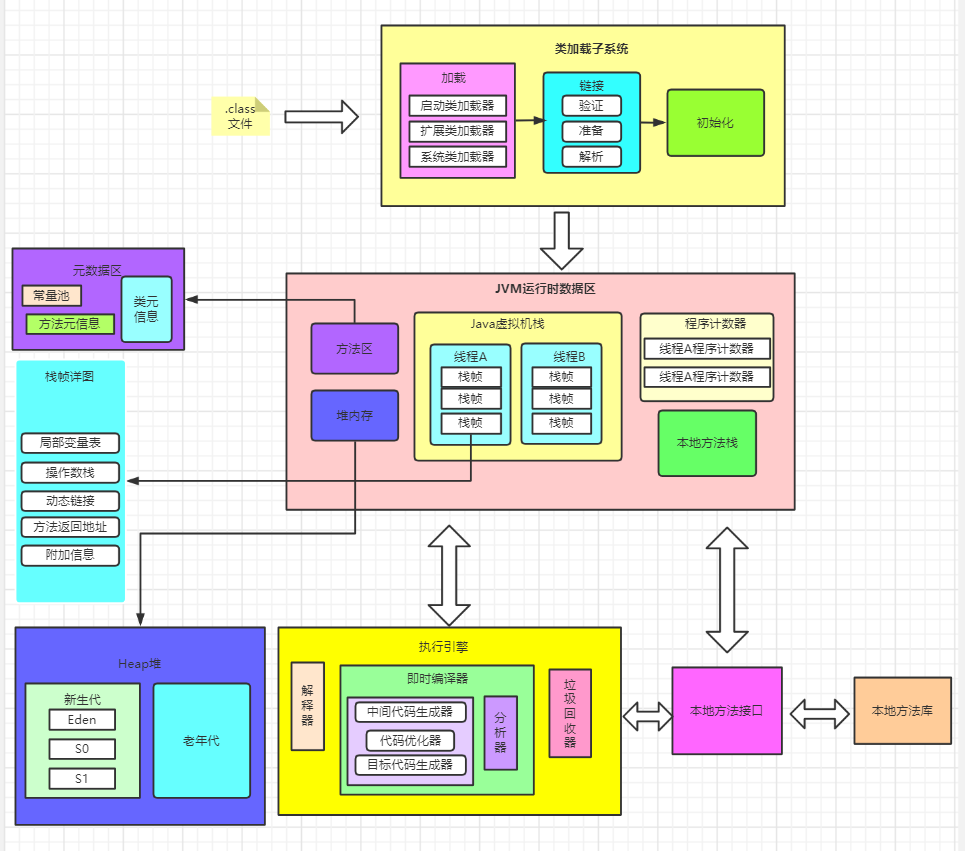 类加载子系统
加载
启动类加载器
扩展类加载器
系统类加载器
链接
验证
准备
解析
初始化
.class
文件
元数据区
常量池
方法元信息
类元
信息
JVM运行时数据区
方法区
堆内存
Java虚拟机栈
线程A
栈帧
栈帧
栈帧
线程B
栈帧
栈帧
栈帧
程序计数器
线程A程序计数器
线程A程序计数器
本地方法栈
栈帧详图
局部变量表
操作数栈
动态链接
方法返回地址
附加信息
Heap堆
新生代
Eden
S0
S1
老年代
执行引擎
解
释
器
即时编译器
中间代码生成器
代码优化器
目标代码生成器
分
析
器
垃
圾
回
收
器
本地方法接口
本地方法库